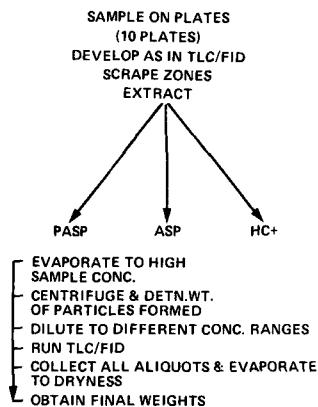 SAMPLE ON PLATES
(10 PLATES)
DEVELOP AS IN TLC/FID
SCRAPE ZONES
EXTRACT
PASP ASP HC+
EVAPORATE TO HIGH
SAMPLE CONC.
CENTRIFUGE & DETN.WT.
OF PARTICLES FORMED
DILUTE TO DIFFERENT CONC. RANGES
RUN TLC/FID
COLLECT ALL ALIQUOTS & EVAPORATE
TO DRYNESS
OBTAIN FINAL WEIGHTS